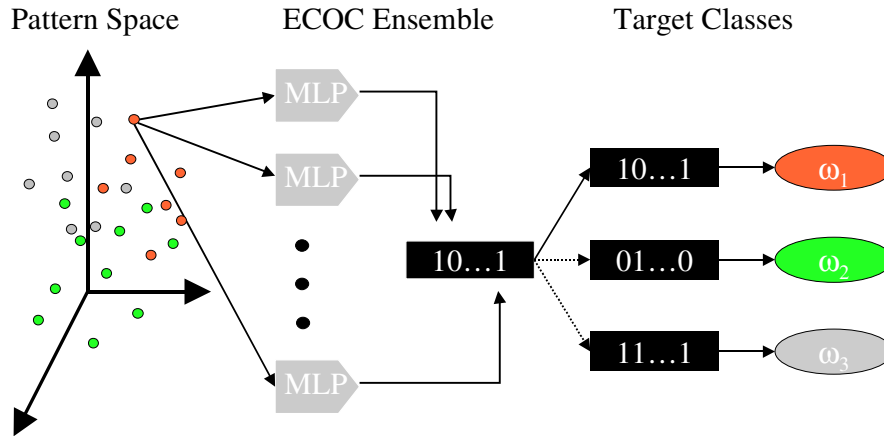 Pattern Space
ECOC Ensemble
Target Classes
MLP
MLP
MLP
10…1
10…1
01…0
11…1
ω1
ω2
ω3